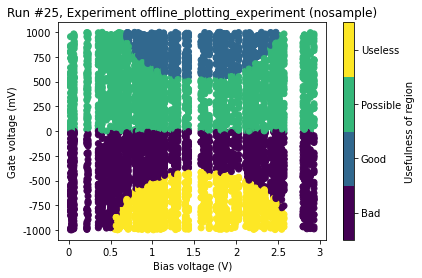 Run #25, Experiment offline_plotting_experiment (nosample)
1000
750
500
250
0
-250
-500
-750
-1000
Gate voltage (mV)
0
0.5
1
1.5
2
2.5
3
Bias voltage (V)
Useless
Possible
Good
Bad
Usefulness of region